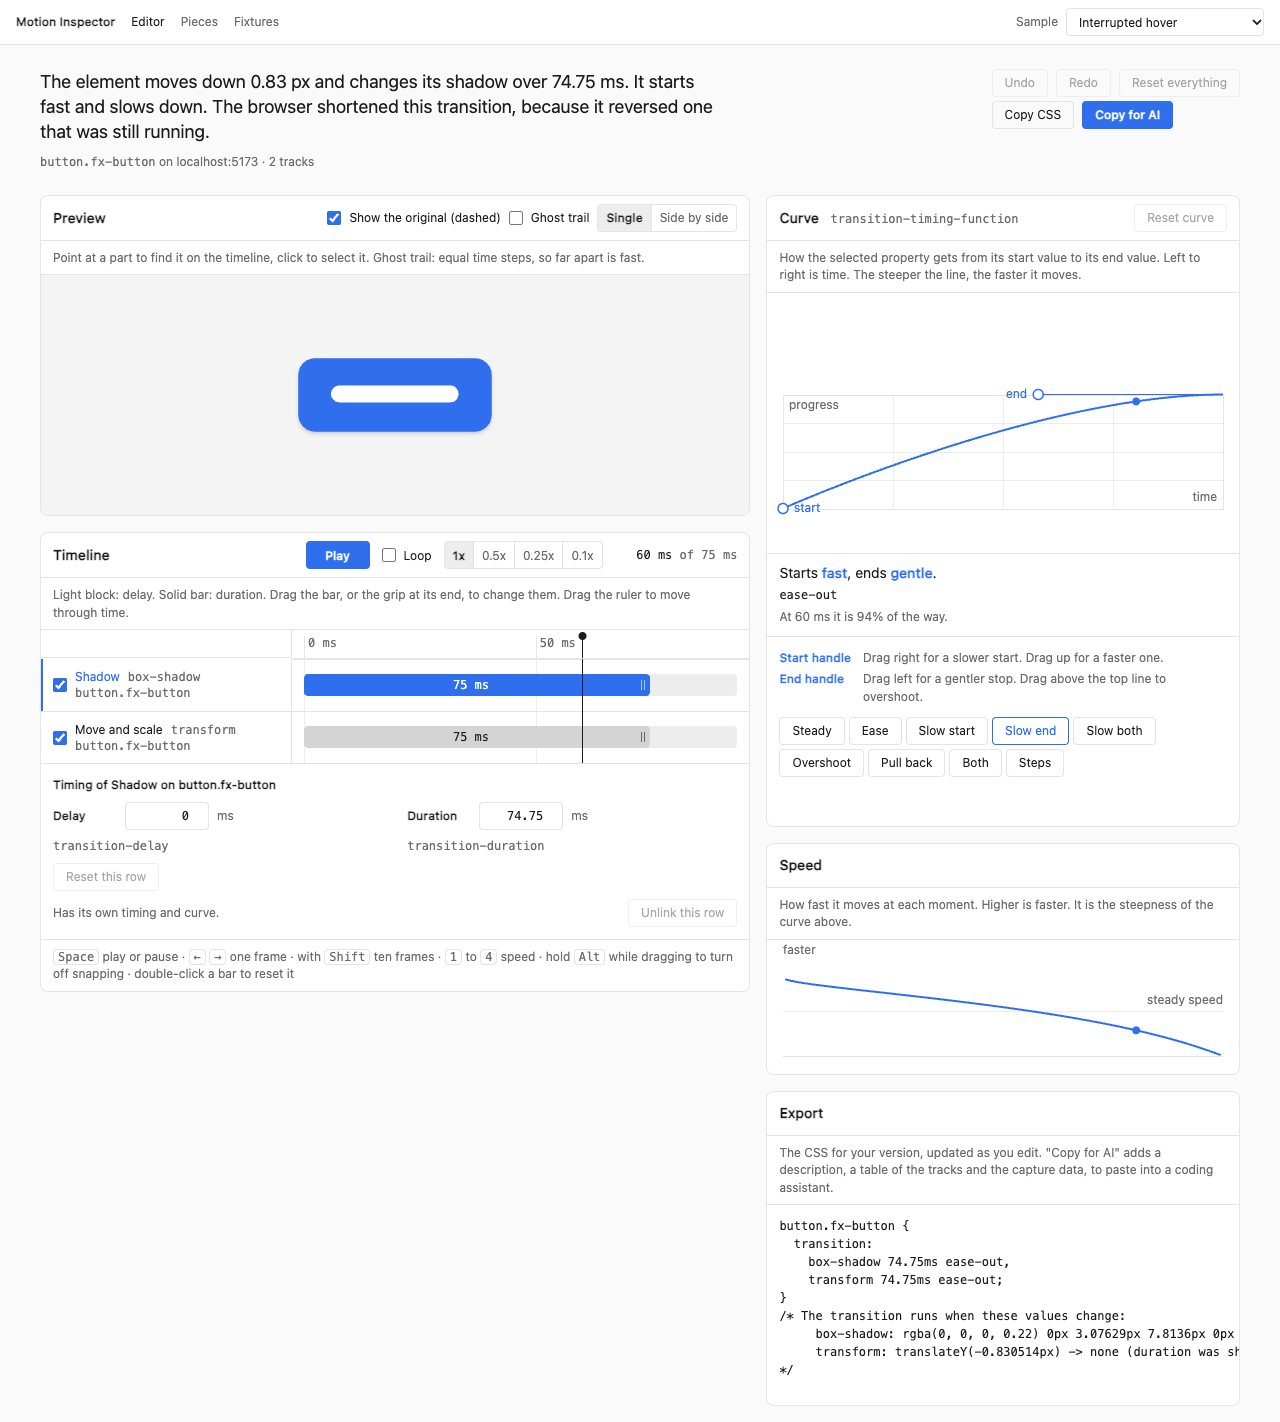 Motion Inspector Editor Pieces Fixtures Sample Interrupted hover
The element moves down 0.83 px and changes its shadow over 74.75 ms. It starts
fast and slows down. The browser shortened this transition, because it reversed one
that was still running.
button.fx-button on localhost:5173 · 2 tracks
Undo Redo Reset everything
Copy CSS Copy for AI
Preview Show the original (dashed) Ghost trail Single Side by side
Point at a part to find it on the timeline, click to select it. Ghost trail: equal time steps, so far apart is fast.
Timeline Play Loop 1x 0.5x 0.25x 0.1x 60 ms of 75 ms
Light block: delay. Solid bar: duration. Drag the bar, or the grip at its end, to change them. Drag the ruler to move
through time.
0 ms 50 ms
Shadow box-shadow
button.fx-button
75 ms
Move and scale transform
button.fx-button
75 ms
Timing of Shadow on button.fx-button
Delay 0 ms Duration 74.75 ms
transition-delay transition-duration
Reset this row
Has its own timing and curve. Unlink this row
Space play or pause · ← → one frame · with Shift ten frames · 1 to 4 speed · hold Alt while dragging to turn
off snapping · double-click a bar to reset it
Curve transition-timing-function Reset curve
How the selected property gets from its start value to its end value. Left to
right is time. The steeper the line, the faster it moves.
end
progress
time
start
Starts fast, ends gentle.
ease-out
At 60 ms it is 94% of the way.
Start handle Drag right for a slower start. Drag up for a faster one.
End handle Drag left for a gentler stop. Drag above the top line to
overshoot.
Steady Ease Slow start Slow end Slow both
Overshoot Pull back Both Steps
Speed
How fast it moves at each moment. Higher is faster. It is the steepness of the
curve above.
faster
steady speed
Export
The CSS for your version, updated as you edit. "Copy for AI" adds a
description, a table of the tracks and the capture data, to paste into a coding
assistant.
button.fx-button {
transition:
box-shadow 74.75ms ease-out,
transform 74.75ms ease-out;
}
/* The transition runs when these values change:
box-shadow: rgba(0, 0, 0, 0.22) 0px 3.07629px 7.8136px 0px
transform: translateY(-0.830514px) -> none (duration was sh
*/